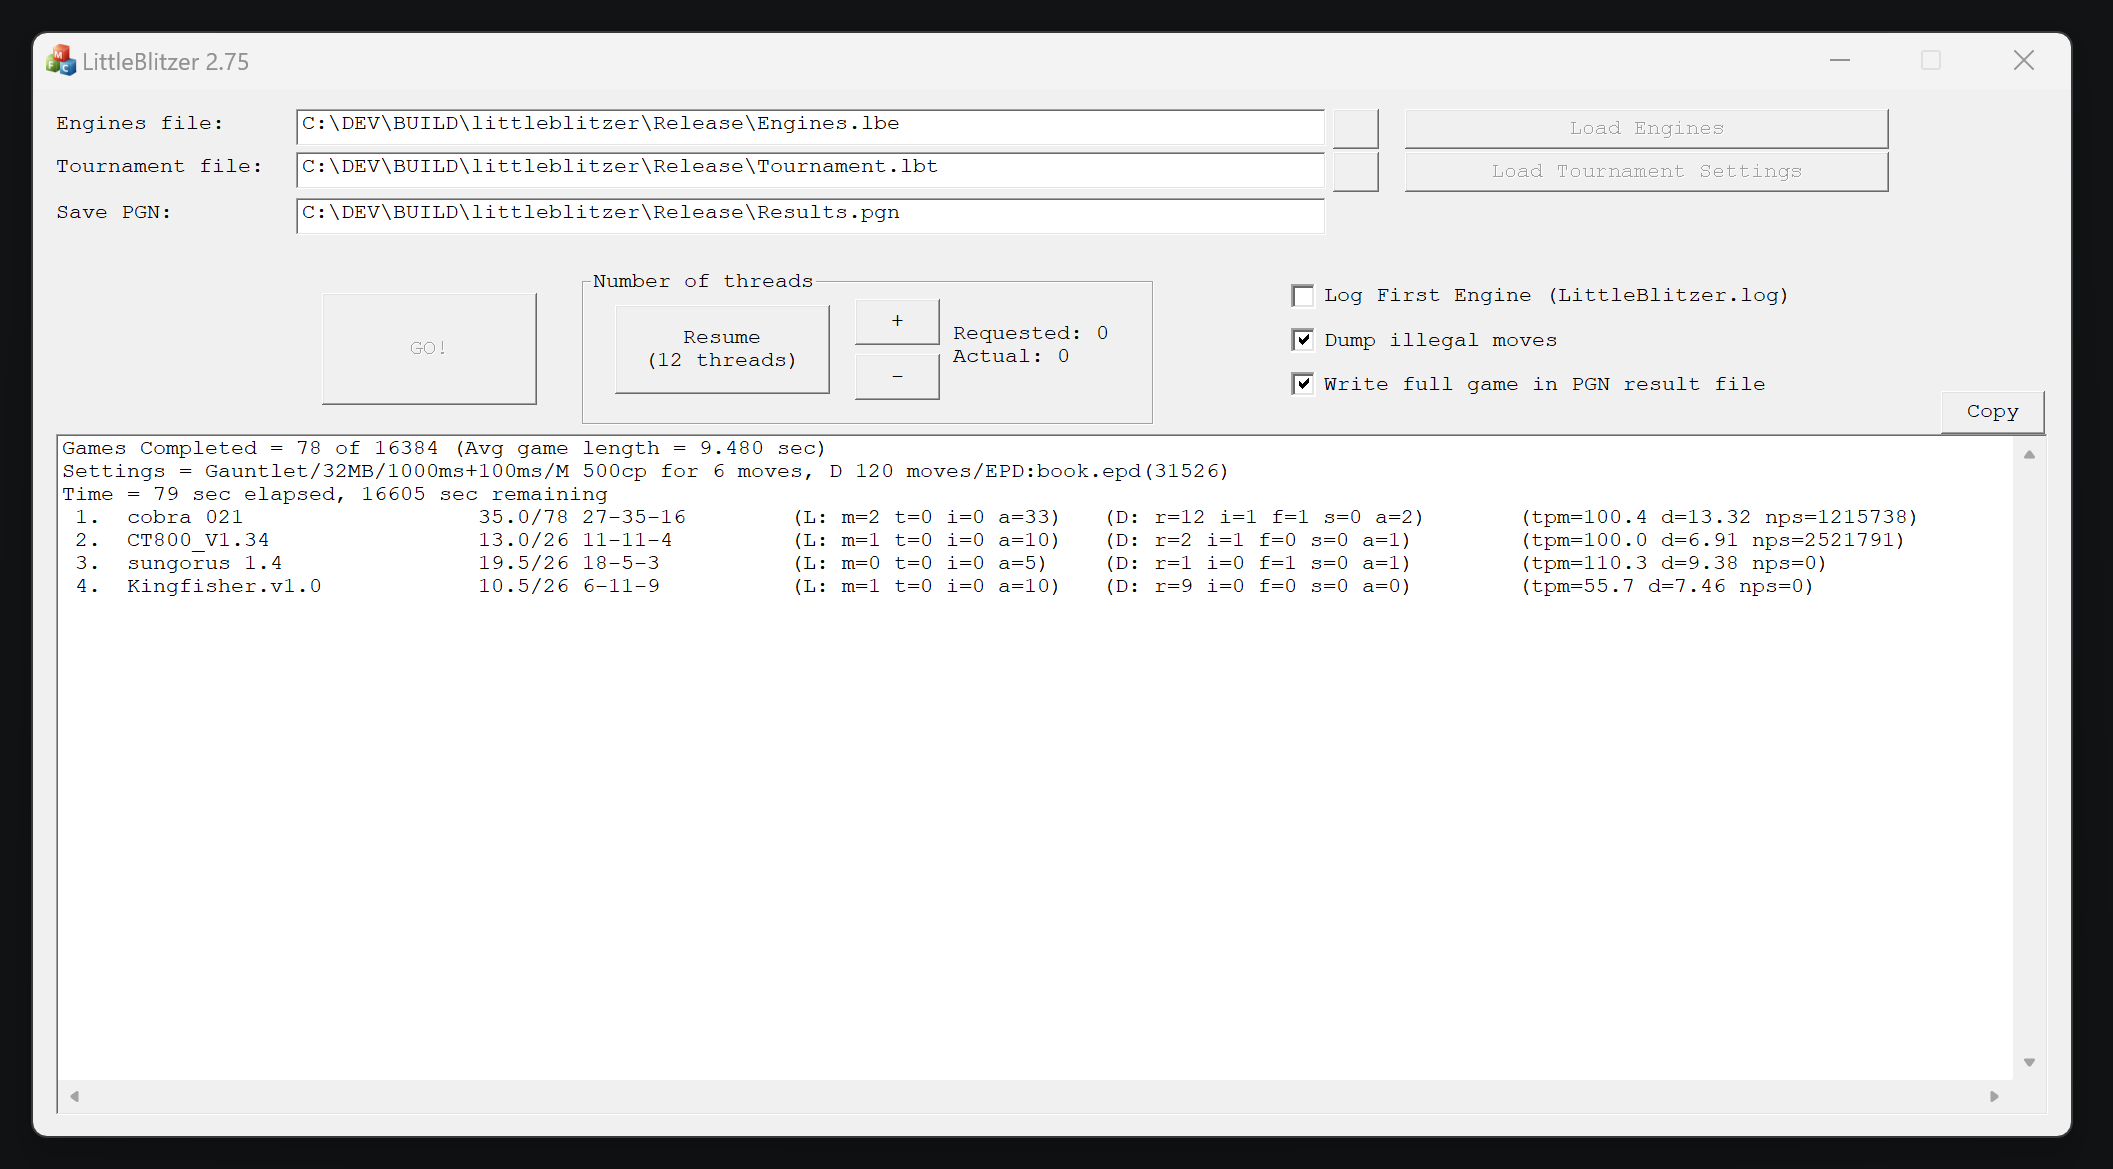 LittleBlitzer 2.75
Engines file: C:\DEV\BUILD\littleblitzer\Release\Engines.lbe Load Engines
Tournament file: C:\DEV\BUILD\littleblitzer\Release\Tournament.lbt Load Tournament Settings
Save PGN: C:\DEV\BUILD\littleblitzer\Release\Results.pgn
GO!
Number of threads
Resume
(12 threads)
+
-
Requested: 0
Actual: 0
Log First Engine (LittleBlitzer.log)
Dump illegal moves
Write full game in PGN result file
Copy
Games Completed = 78 of 16384 (Avg game length = 9.480 sec)
Settings = Gauntlet/32MB/1000ms+100ms/M 500cp for 6 moves, D 120 moves/EPD:book.epd(31526)
Time = 79 sec elapsed, 16605 sec remaining
1. cobra 021 35.0/78 27-35-16 (L: m=2 t=0 i=0 a=33) (D: r=12 i=1 f=1 s=0 a=2) (tpm=100.4 d=13.32 nps=1215738)
2. CT800_V1.34 13.0/26 11-11-4 (L: m=1 t=0 i=0 a=10) (D: r=2 i=1 f=0 s=0 a=1) (tpm=100.0 d=6.91 nps=2521791)
3. sungorus 1.4 19.5/26 18-5-3 (L: m=0 t=0 i=0 a=5) (D: r=1 i=0 f=1 s=0 a=1) (tpm=110.3 d=9.38 nps=0)
4. Kingfisher.v1.0 10.5/26 6-11-9 (L: m=1 t=0 i=0 a=10) (D: r=9 i=0 f=0 s=0 a=0) (tpm=55.7 d=7.46 nps=0)